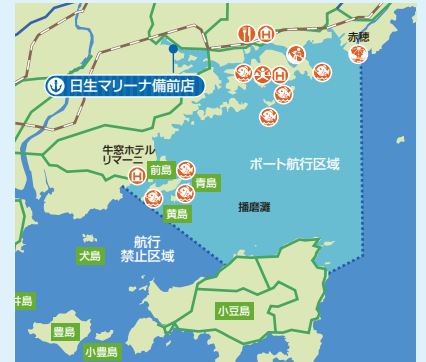 赤穂
H
日生マリーナ備前店
H
牛窓ホテル
リマーニ
前島
H
青島
黄島
ボート航行区域
播磨灘
航行
禁止区域
犬島
井島
小豆島
豊島
小豊島